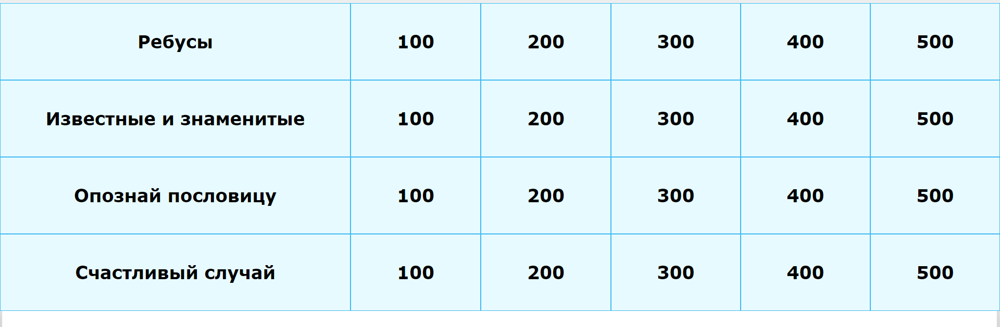 Ребусы 100 200 300 400 500
Известные и знаменитые 100 200 300 400 500
Опознай пословицу 100 200 300 400 500
Счастливый случай 100 200 300 400 500